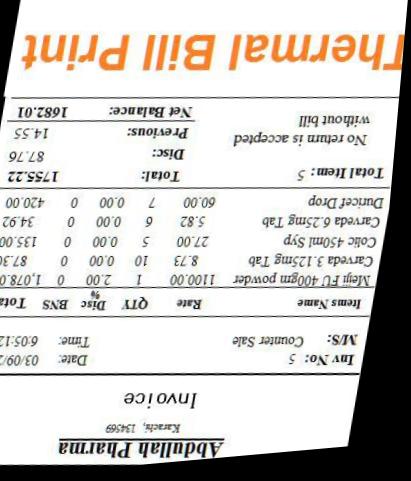 Abdullah Pharma
Karachi, 134569
Invoice
Inv No: 5 Date: 03/09/
M/S: Counter Sale Time: 6:05:12
Items Name Rate QTY Disc % BNS Tota
Meiji FU 400gm powder 1100.00 1 2.00 0 1,078.0
Carveda 3.125mg Tab 8.73 10 0.00 0 87.30
Colic 450ml Syp 27.00 5 0.00 0 135.00
Carveda 6.25mg Tab 5.82 6 0.00 0 34.92
Duricef Drop 60.00 7 0.00 0 420.00
Total Item: 5 Total: 1755.22
Disc: 87.76
No return is accepted Previous: 14.55
without bill Net Balance: 1682.01
Thermal Bill Print